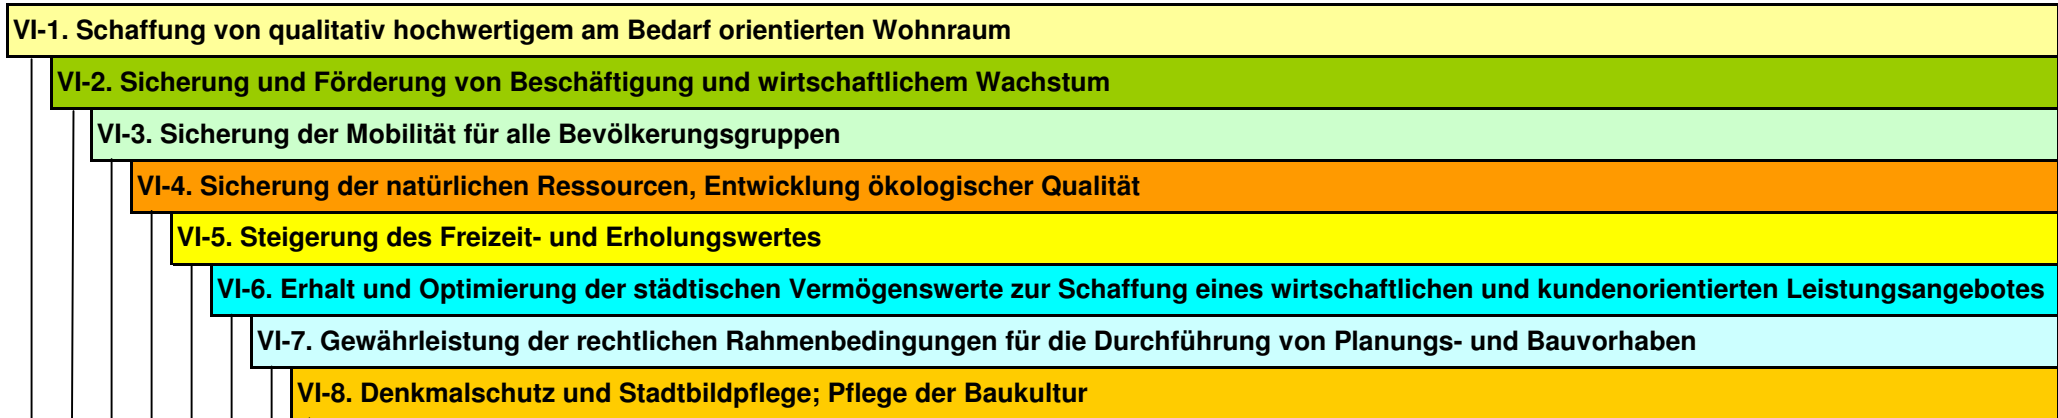 VI-1. Schaffung von qualitativ hochwertigem am Bedarf orientierten Wohnraum
VI-2. Sicherung und Förderung von Beschäftigung und wirtschaftlichem Wachstum
VI-3. Sicherung der Mobilität für alle Bevölkerungsgruppen
VI-4. Sicherung der natürlichen Ressourcen, Entwicklung ökologischer Qualität
VI-5. Steigerung des Freizeit- und Erholungswertes
VI-6. Erhalt und Optimierung der städtischen Vermögenswerte zur Schaffung eines wirtschaftlichen und kundenorientierten Leistungsangebotes
VI-7. Gewährleistung der rechtlichen Rahmenbedingungen für die Durchführung von Planungs- und Bauvorhaben
VI-8. Denkmalschutz und Stadtbildpflege; Pflege der Baukultur